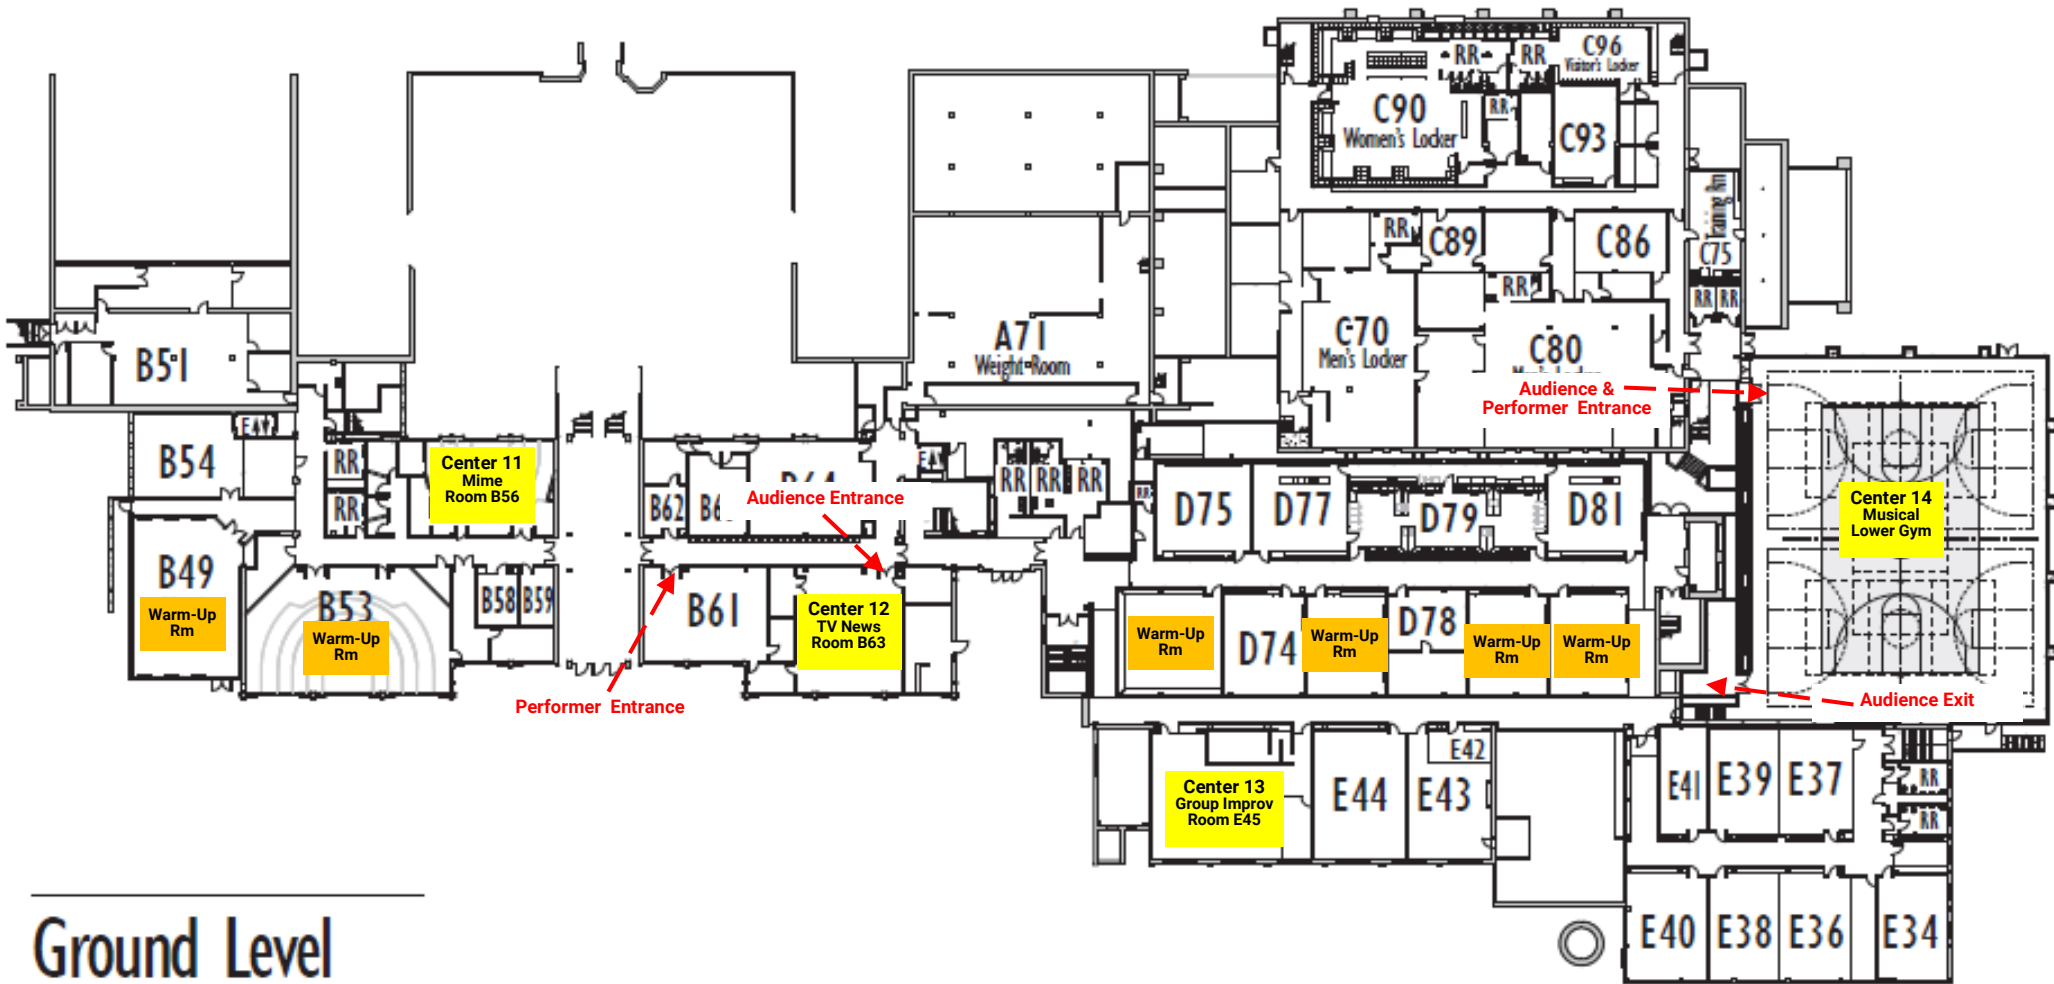 RR
RR
C96
Visitor's Locker
C90
Women's Locker
RR
C93
Training Rm
C75
RR
C89
C86
RR
RR
RR
A71
Weight Room
C70
Men's Locker
C80
B51
Audience &
Performer Entrance
B54
RR
RR
Center 11
Mime
Room B56
B62
Audience Entrance
RR
RR
RR
RR
D75
D77
D79
D81
Center 14
Musical
Lower Gym
B49
Warm-Up
Rm
B53
Warm-Up
Rm
B58
B59
B61
Center 12
TV News
Room B63
Warm-Up
Rm
D74
Warm-Up
Rm
D78
Warm-Up
Rm
Warm-Up
Rm
Performer Entrance
Audience Exit
Center 13
Group Improv
Room E45
E44
E42
E43
E41
E39
E37
RR
RR
E40
E38
E36
E34
Ground Level